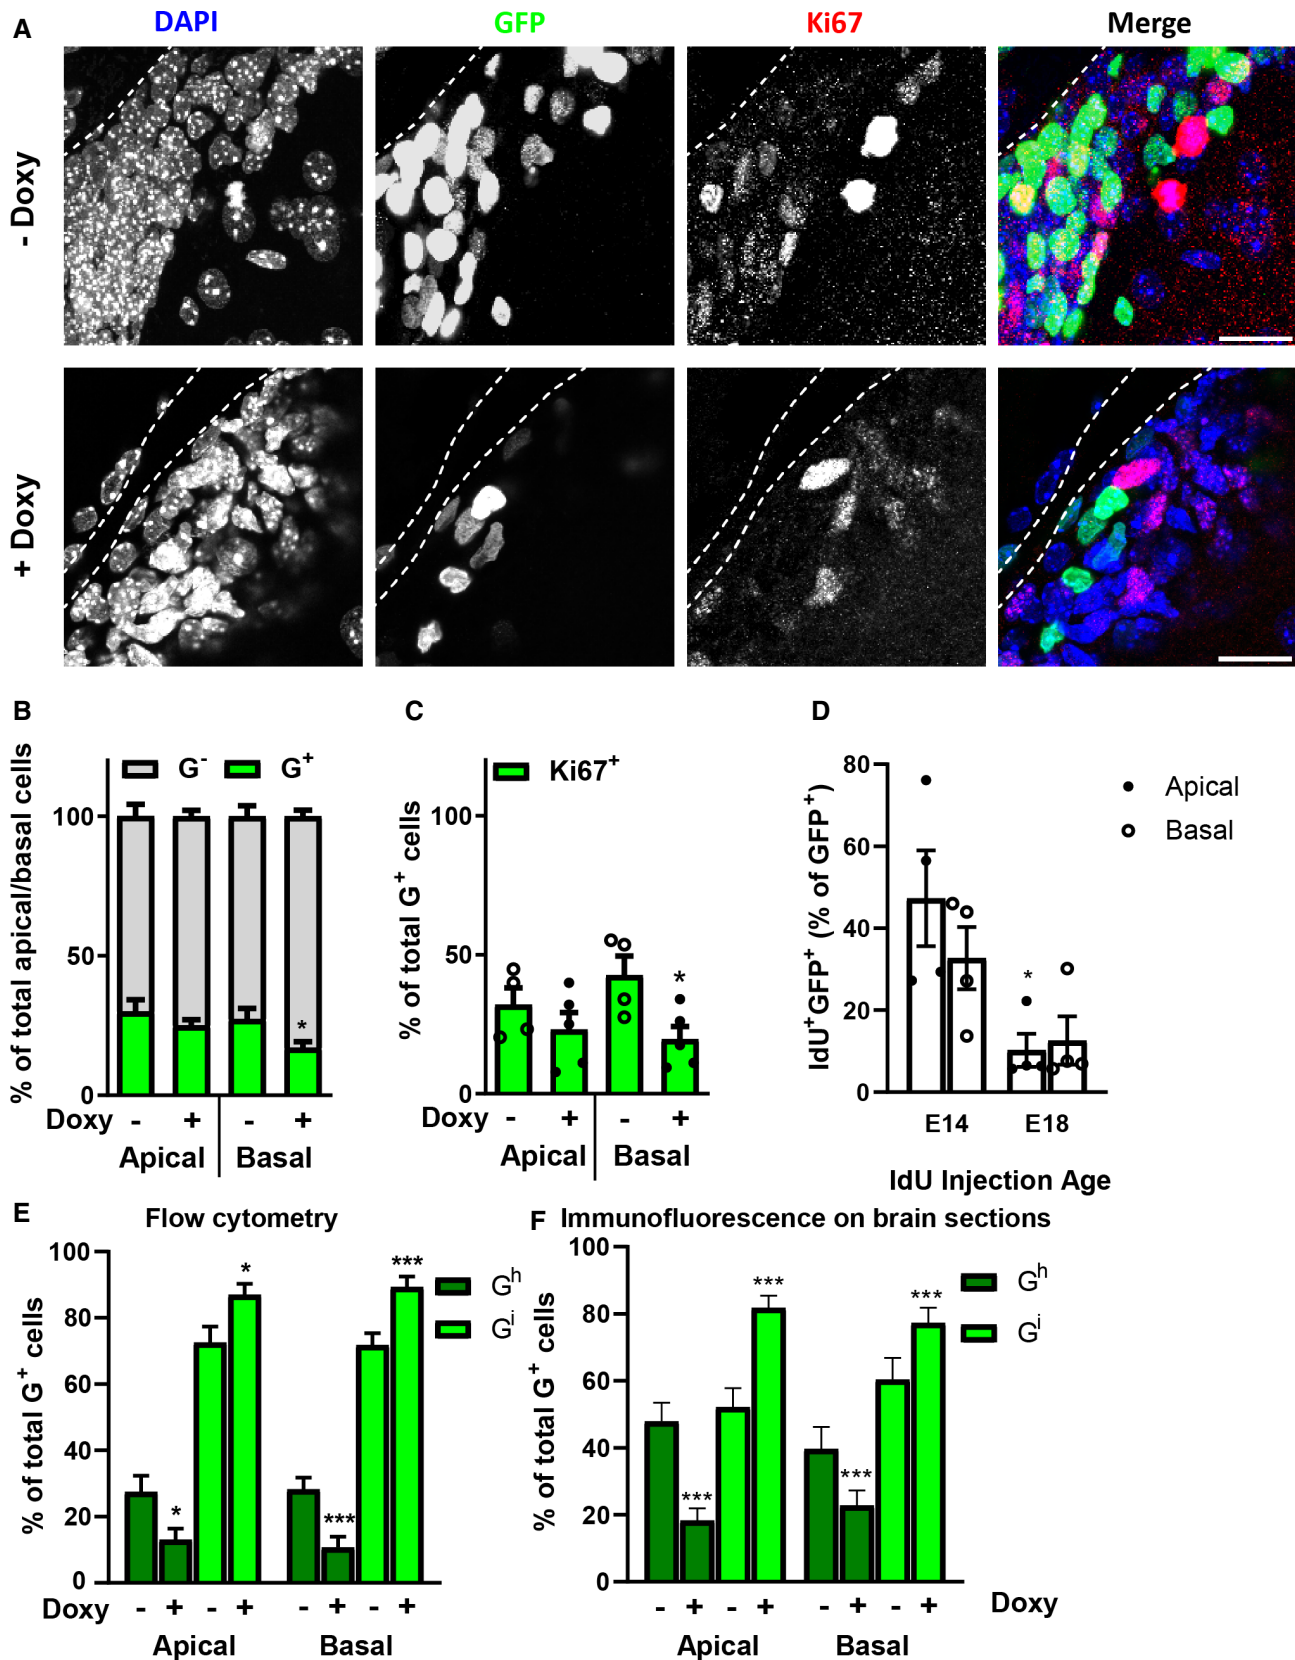 A
DAPI GFP Ki67 Merge
- Doxy
+ Doxy
B
% of total apical/basal cells
G- G+
100
50
0
*
Doxy - + - +
Apical Basal
C
% of total G+ cells
Ki67+
100
50
0
*
Doxy - + - +
Apical Basal
D
IdU+GFP+ (% of GFP+)
80
60
40
20
0
*
Apical
Basal
E14 E18
IdU Injection Age
E
Flow cytometry
% of total G+ cells
100
80
60
40
20
0
* * *** ***
Gh
Gi
Doxy - + - + - + - +
Apical Basal
F
Immunofluorescence on brain sections
% of total G+ cells
100
80
60
40
20
0
*** *** *** ***
Gh
Gi
- + - + - + - + Doxy
Apical Basal